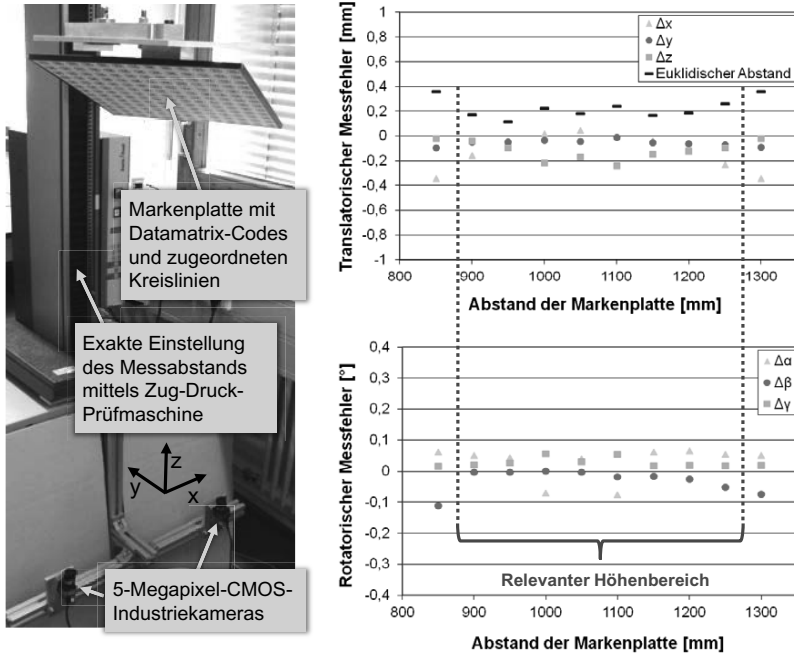 Markenplatte mit
Datamatrix-Codes
und zugeordneten
Kreislinien
Exakte Einstellung
des Messabstands
mittels Zug-Druck-
Prüfmaschine
z
y
x
5-Megapixel-CMOS-
Industriekameras
Translatorischer Messfehler [mm]
1
0,8
0,6
0,4
0,2
0
-0,2
-0,4
-0,6
-0,8
-1
Δx
Δy
Δz
Euklidischer Abstand
800 900 1000 1100 1200 1300
Abstand der Markenplatte [mm]
Rotatorischer Messfehler [°]
0,4
0,3
0,2
0,1
0
-0,1
-0,2
-0,3
-0,4
Δα
Δβ
Δγ
Relevanter Höhenbereich
800 900 1000 1100 1200 1300
Abstand der Markenplatte [mm]